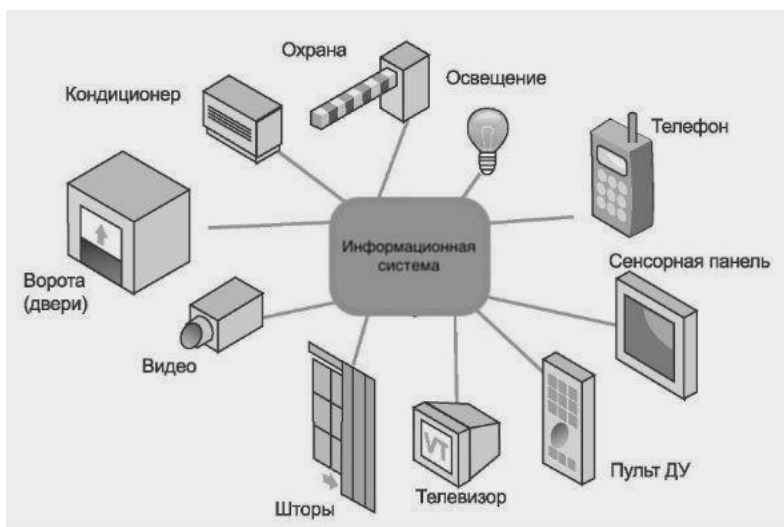 Охрана
Кондиционер
Освещение
Телефон
Информационная
система
Сенсорная панель
Ворота
(двери)
Видео
VT
Шторы
Телевизор
Пульт ДУ